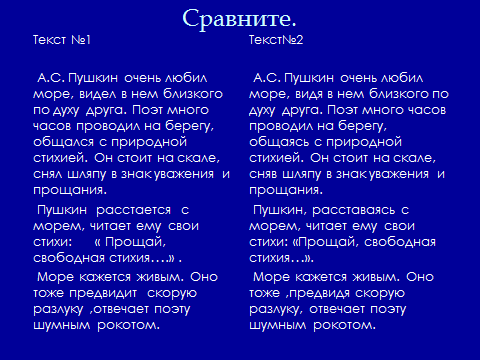 Сравните.
Текст №1
А.С. Пушкин очень любил
море, видел в нем близкого
по духу друга. Поэт много
часов проводил на берегу,
общался с природной
стихией. Он стоит на скале,
снял шляпу в знак уважения и
прощания.
Пушкин расстается с
морем, читает ему свои
стихи: « Прощай,
свободная стихия….» .
Море кажется живым. Оно
тоже предвидит скорую
разлуку ,отвечает поэту
шумным рокотом.
Текст№2
А.С. Пушкин очень любил
море, видя в нем близкого по
духу друга. Поэт много часов
проводил на берегу,
общаясь с природной
стихией. Он стоит на скале,
сняв шляпу в знак уважения и
прощания.
Пушкин, расставаясь с
морем, читает ему свои
стихи: «Прощай, свободная
стихия…».
Море кажется живым. Оно
тоже ,предвидя скорую
разлуку, отвечает поэту
шумным рокотом.